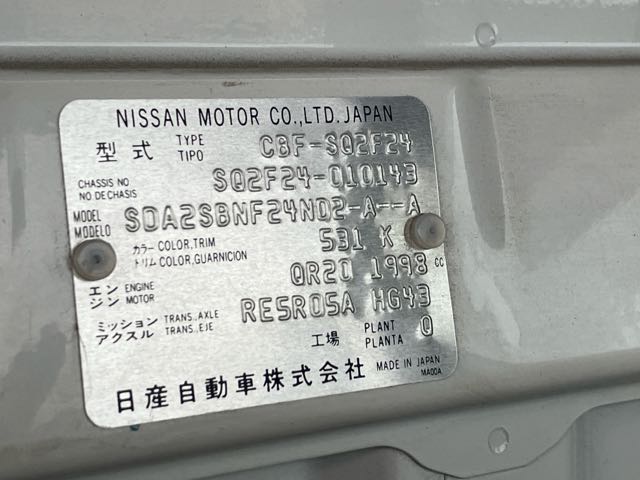 NISSAN MOTOR CO.,LTD.JAPAN
型式 TYPE TIPO CBF-SQ2F24
CHASSIS NO NO DE CHASIS SQ2F24-010143
MODEL MODELO SDA2SBNF24ND2-A--A
カラー COLOR,TRIM トリム COLOR,GUARNICION 531 K
エンジン ENGINE MOTOR QR20 1998 cc
ミッション TRANS.,AXLE アクスル TRANS.,EJE RE5R05A HG43
工場 PLANT PLANTA Q
日産自動車株式会社 MADE IN JAPAN
MA00A